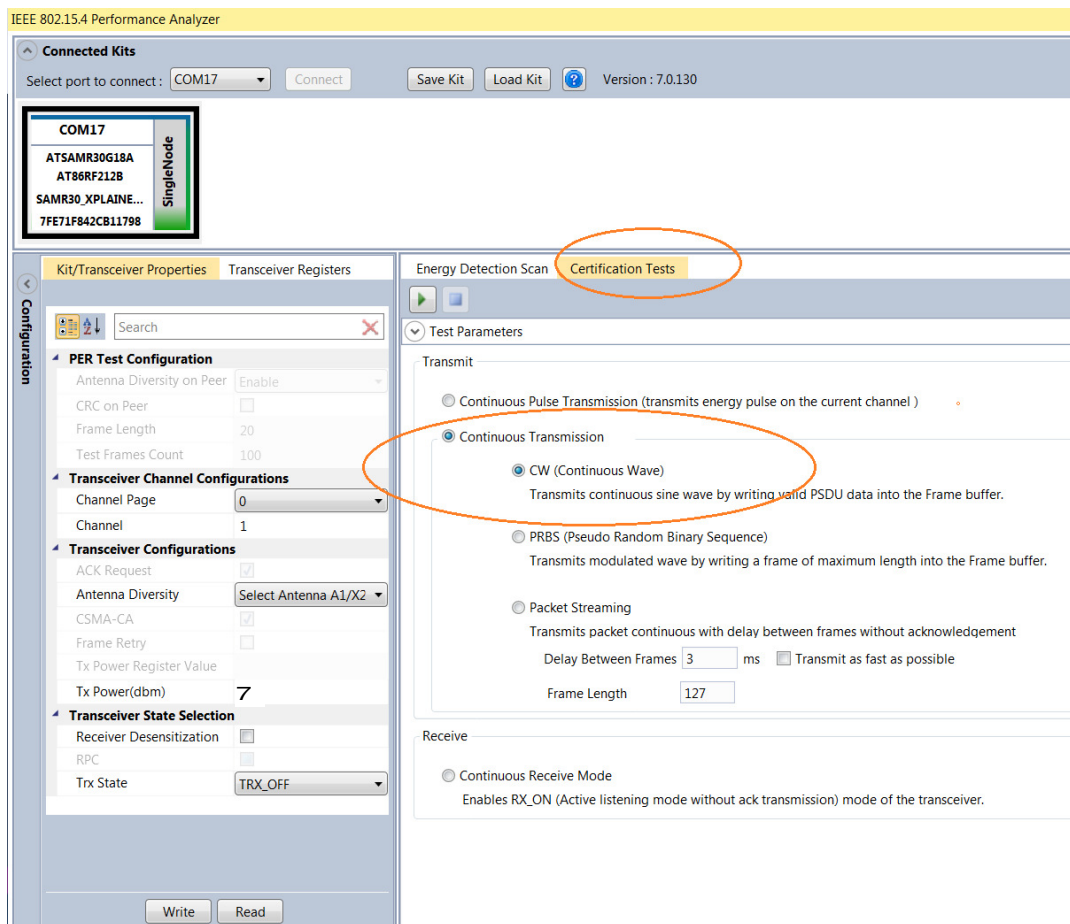 IEEE 802.15.4 Performance Analyzer
Connected Kits
Select port to connect : COM17 Connect Save Kit Load Kit ? Version : 7.0.130
COM17
ATSAMR30G18A
AT86RF212B
SAMR30_XPLAINE...
7FE71F842CB11798
SingleNode
Configuration
Kit/Transceiver Properties Transceiver Registers
Search
PER Test Configuration
Antenna Diversity on Peer Enable
CRC on Peer
Frame Length 20
Test Frames Count 100
Transceiver Channel Configurations
Channel Page 0
Channel 1
Transceiver Configurations
ACK Request
Antenna Diversity Select Antenna A1/X2
CSMA-CA
Frame Retry
Tx Power Register Value
Tx Power(dbm) 7
Transceiver State Selection
Receiver Desensitization
RPC
Trx State TRX_OFF
Write Read
Energy Detection Scan Certification Tests
Test Parameters
Transmit
Continuous Pulse Transmission (transmits energy pulse on the current channel )
Continuous Transmission
CW (Continuous Wave)
Transmits continuous sine wave by writing valid PSDU data into the Frame buffer.
PRBS (Pseudo Random Binary Sequence)
Transmits modulated wave by writing a frame of maximum length into the Frame buffer.
Packet Streaming
Transmits packet continuous with delay between frames without acknowledgement
Delay Between Frames 3 ms Transmit as fast as possible
Frame Length 127
Receive
Continuous Receive Mode
Enables RX_ON (Active listening mode without ack transmission) mode of the transceiver.